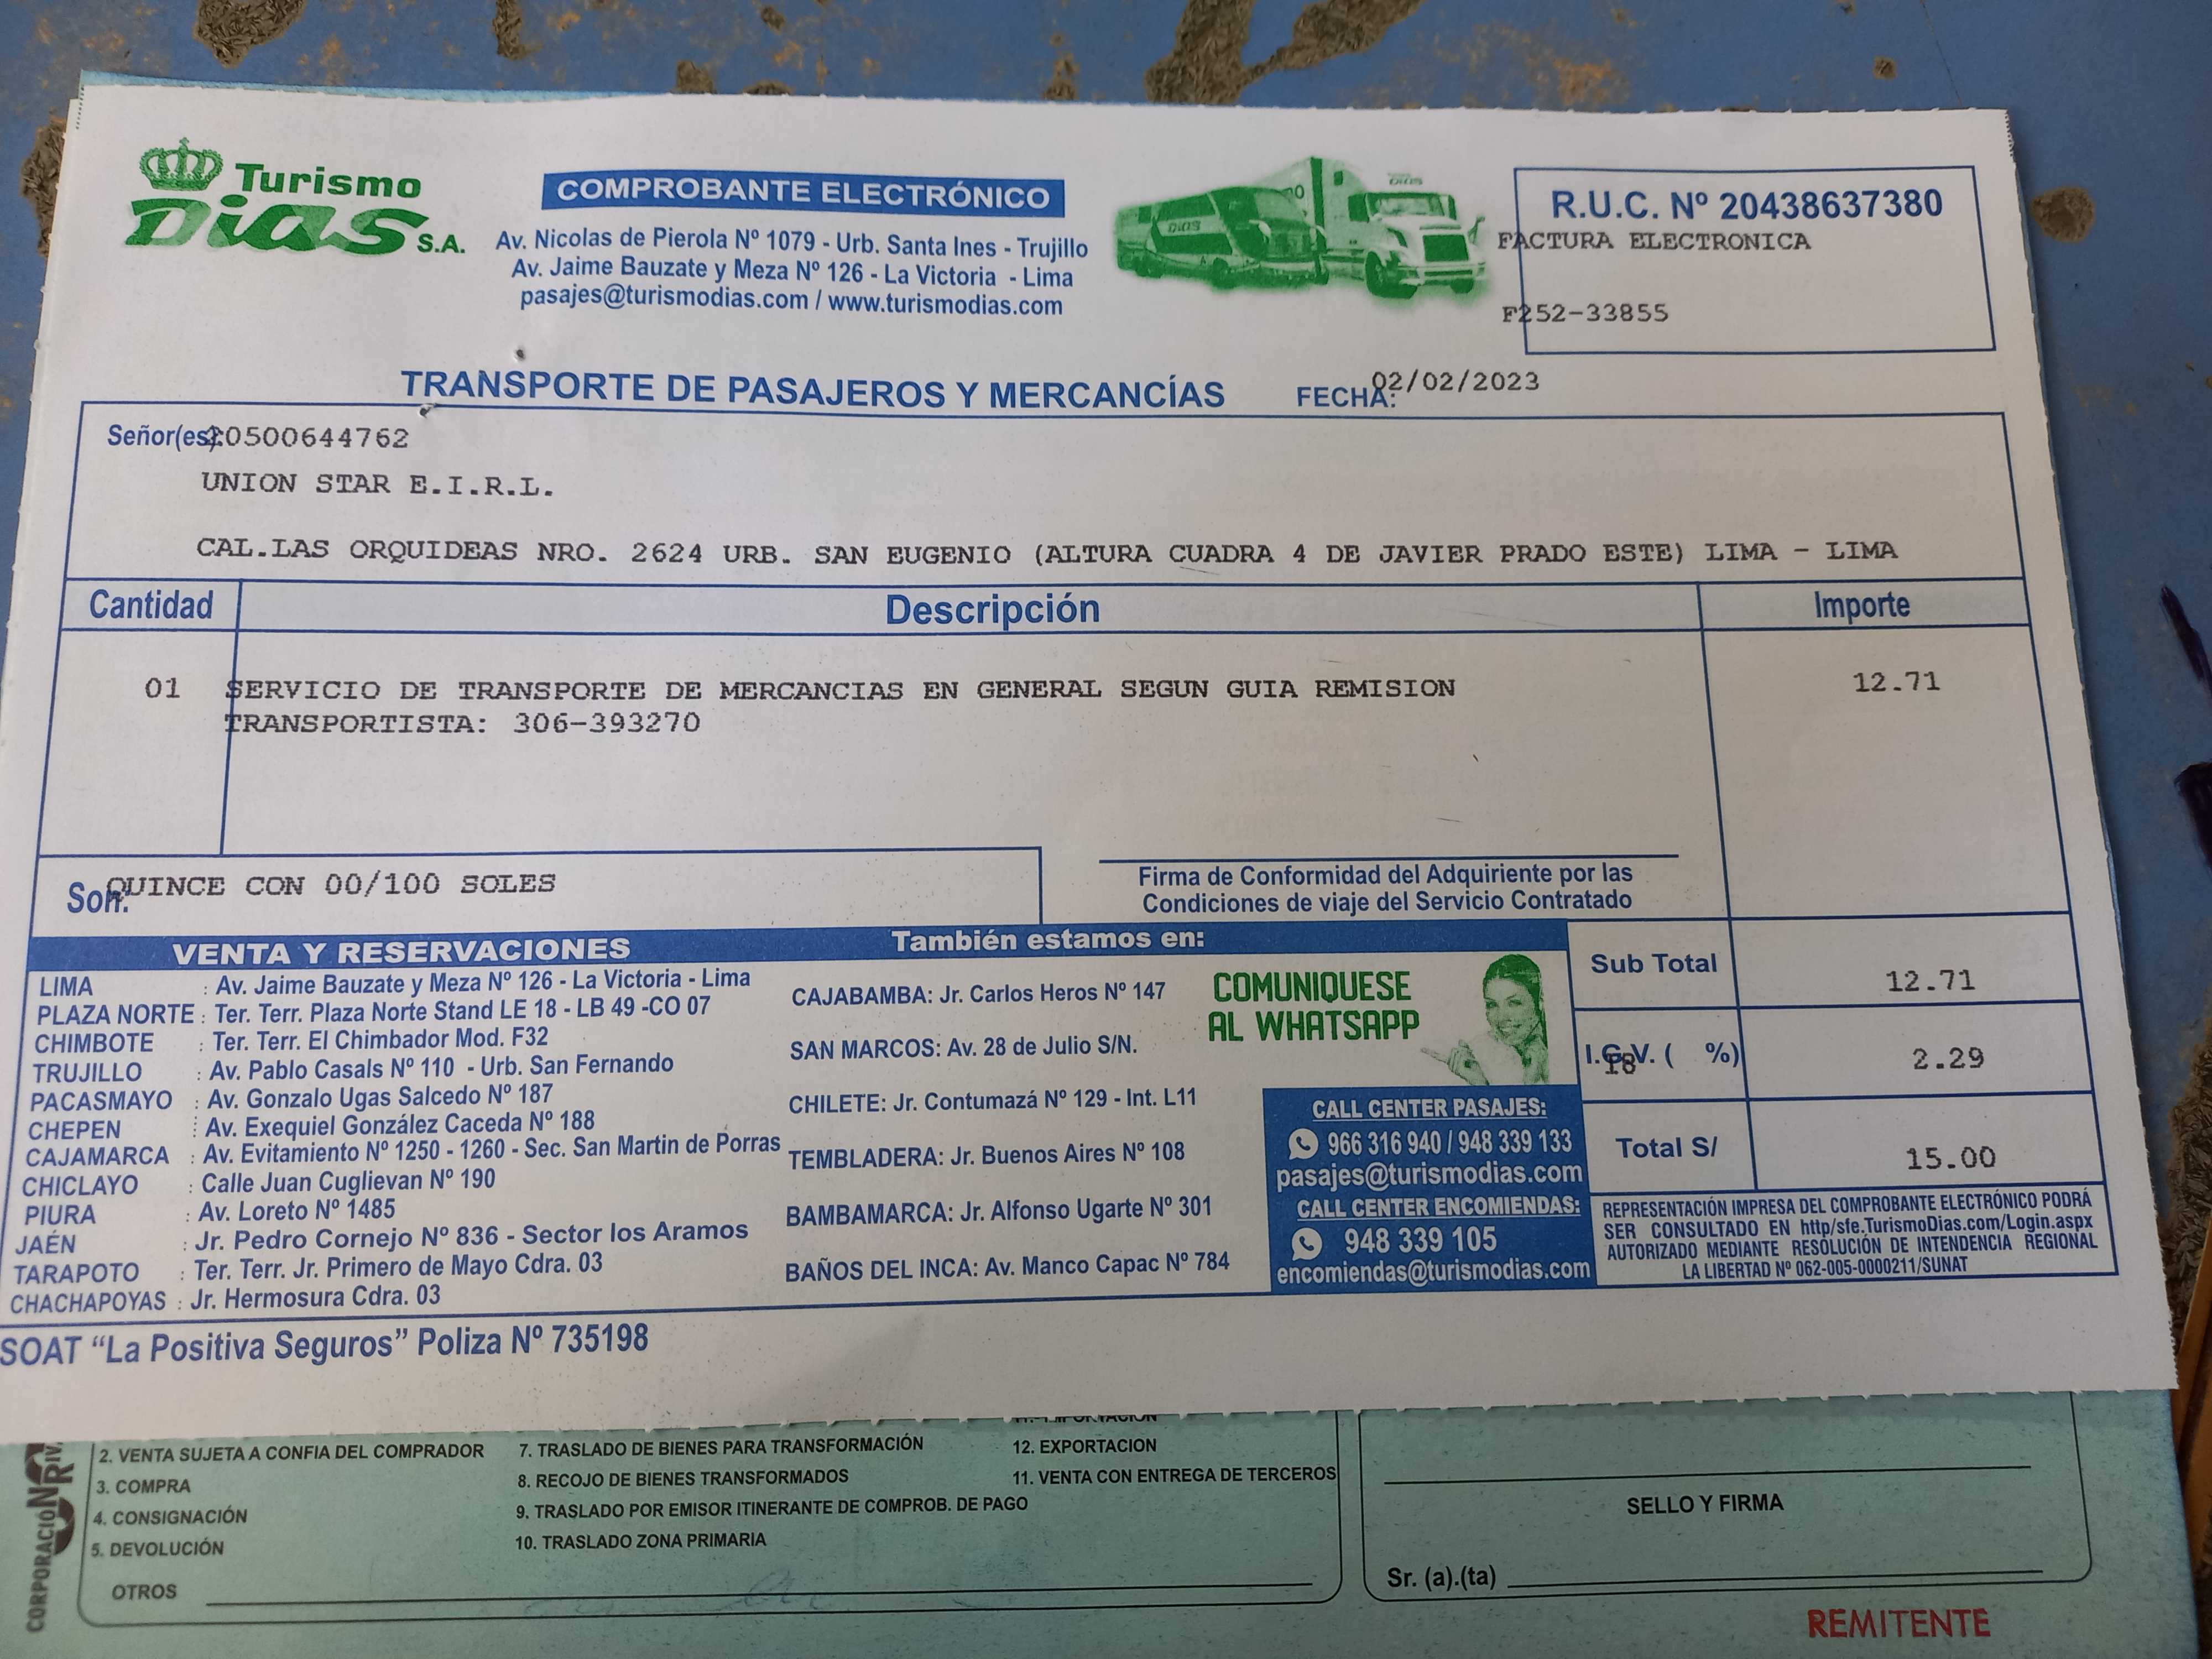 Turismo
Dias S.A.
COMPROBANTE ELECTRÓNICO
Av. Nicolas de Pierola Nº 1079 - Urb. Santa Ines - Trujillo
Av. Jaime Bauzate y Meza Nº 126 - La Victoria - Lima
pasajes@turismodias.com / www.turismodias.com
R.U.C. Nº 20438637380
FACTURA ELECTRONICA
F252-33855
TRANSPORTE DE PASAJEROS Y MERCANCÍAS
FECHA: 02/02/2023
Señor(es): 20500644762
UNION STAR E.I.R.L.
CAL.LAS ORQUIDEAS NRO. 2624 URB. SAN EUGENIO (ALTURA CUADRA 4 DE JAVIER PRADO ESTE) LIMA - LIMA
Cantidad Descripción Importe
01 SERVICIO DE TRANSPORTE DE MERCANCIAS EN GENERAL SEGUN GUIA REMISION 12.71
TRANSPORTISTA: 306-393270
Son: QUINCE CON 00/100 SOLES
Firma de Conformidad del Adquiriente por las
Condiciones de viaje del Servicio Contratado
VENTA Y RESERVACIONES
LIMA : Av. Jaime Bauzate y Meza Nº 126 - La Victoria - Lima
PLAZA NORTE : Ter. Terr. Plaza Norte Stand LE 18 - LB 49 -CO 07
CHIMBOTE : Ter. Terr. El Chimbador Mod. F32
TRUJILLO : Av. Pablo Casals Nº 110 - Urb. San Fernando
PACASMAYO : Av. Gonzalo Ugas Salcedo Nº 187
CHEPEN : Av. Exequiel González Caceda Nº 188
CAJAMARCA : Av. Evitamiento Nº 1250 - 1260 - Sec. San Martin de Porras
CHICLAYO : Calle Juan Cuglievan Nº 190
PIURA : Av. Loreto Nº 1485
JAÉN : Jr. Pedro Cornejo Nº 836 - Sector los Aramos
TARAPOTO : Ter. Terr. Jr. Primero de Mayo Cdra. 03
CHACHAPOYAS : Jr. Hermosura Cdra. 03
También estamos en:
CAJABAMBA: Jr. Carlos Heros Nº 147
SAN MARCOS: Av. 28 de Julio S/N.
CHILETE: Jr. Contumazá Nº 129 - Int. L11
TEMBLADERA: Jr. Buenos Aires Nº 108
BAMBAMARCA: Jr. Alfonso Ugarte Nº 301
BAÑOS DEL INCA: Av. Manco Capac Nº 784
COMUNIQUESE
AL WHATSAPP
CALL CENTER PASAJES:
966 316 940 / 948 339 133
pasajes@turismodias.com
CALL CENTER ENCOMIENDAS:
948 339 105
encomiendas@turismodias.com
Sub Total 12.71
I.G.V. ( %) 18 2.29
Total S/ 15.00
REPRESENTACIÓN IMPRESA DEL COMPROBANTE ELECTRÓNICO PODRÁ
SER CONSULTADO EN http/sfe.TurismoDias.com/Login.aspx
AUTORIZADO MEDIANTE RESOLUCIÓN DE INTENDENCIA REGIONAL
LA LIBERTAD Nº 062-005-0000211/SUNAT
SOAT “La Positiva Seguros” Poliza Nº 735198
CORPORACIÓN
2. VENTA SUJETA A CONFIA DEL COMPRADOR
3. COMPRA
4. CONSIGNACIÓN
5. DEVOLUCIÓN
OTROS
7. TRASLADO DE BIENES PARA TRANSFORMACIÓN
8. RECOJO DE BIENES TRANSFORMADOS
9. TRASLADO POR EMISOR ITINERANTE DE COMPROB. DE PAGO
10. TRASLADO ZONA PRIMARIA
12. EXPORTACION
11. VENTA CON ENTREGA DE TERCEROS
SELLO Y FIRMA
Sr. (a).(ta)
REMITENTE